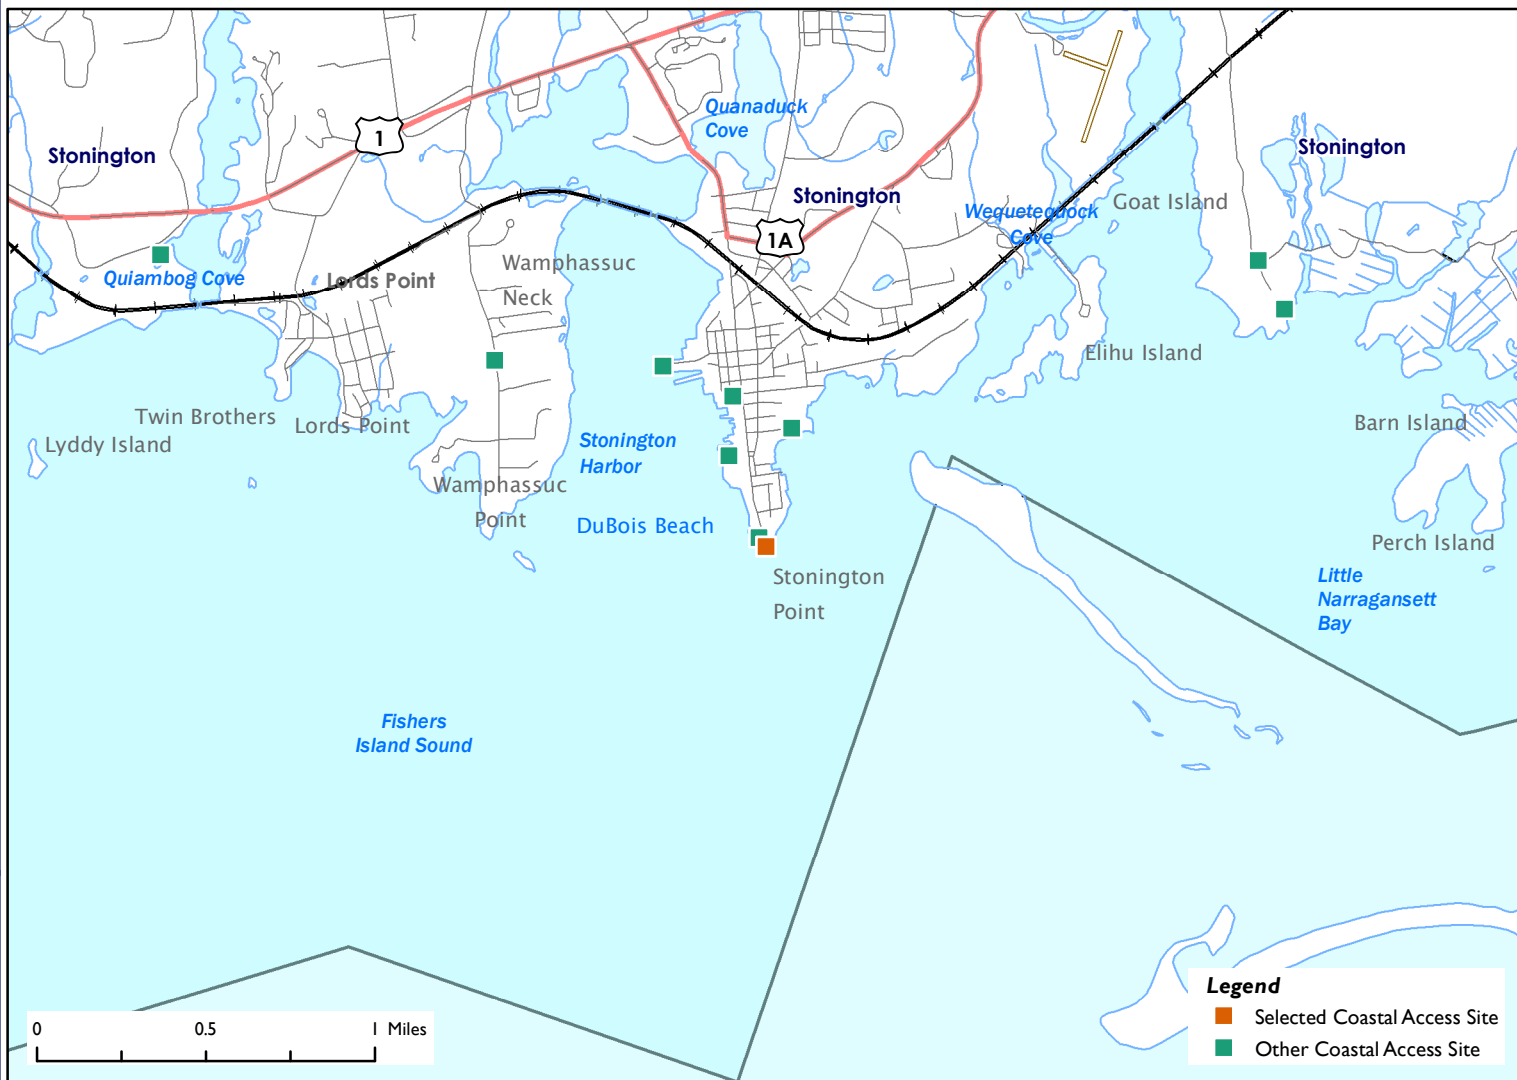 Quanaduck
Cove
1
Stonington
Stonington
Stonington
Goat Island
Wequetequock
Cove
1A
Quiambog Cove
Lords Point
Wamphassuc
Neck
Elihu Island
Twin Brothers
Lords Point
Lyddy Island
Barn Island
Stonington
Harbor
Wamphassuc
Point
DuBois Beach
Perch Island
Stonington
Point
Little
Narragansett
Bay
Fishers
Island Sound
Legend
Selected Coastal Access Site
Other Coastal Access Site
0 0.5 1 Miles